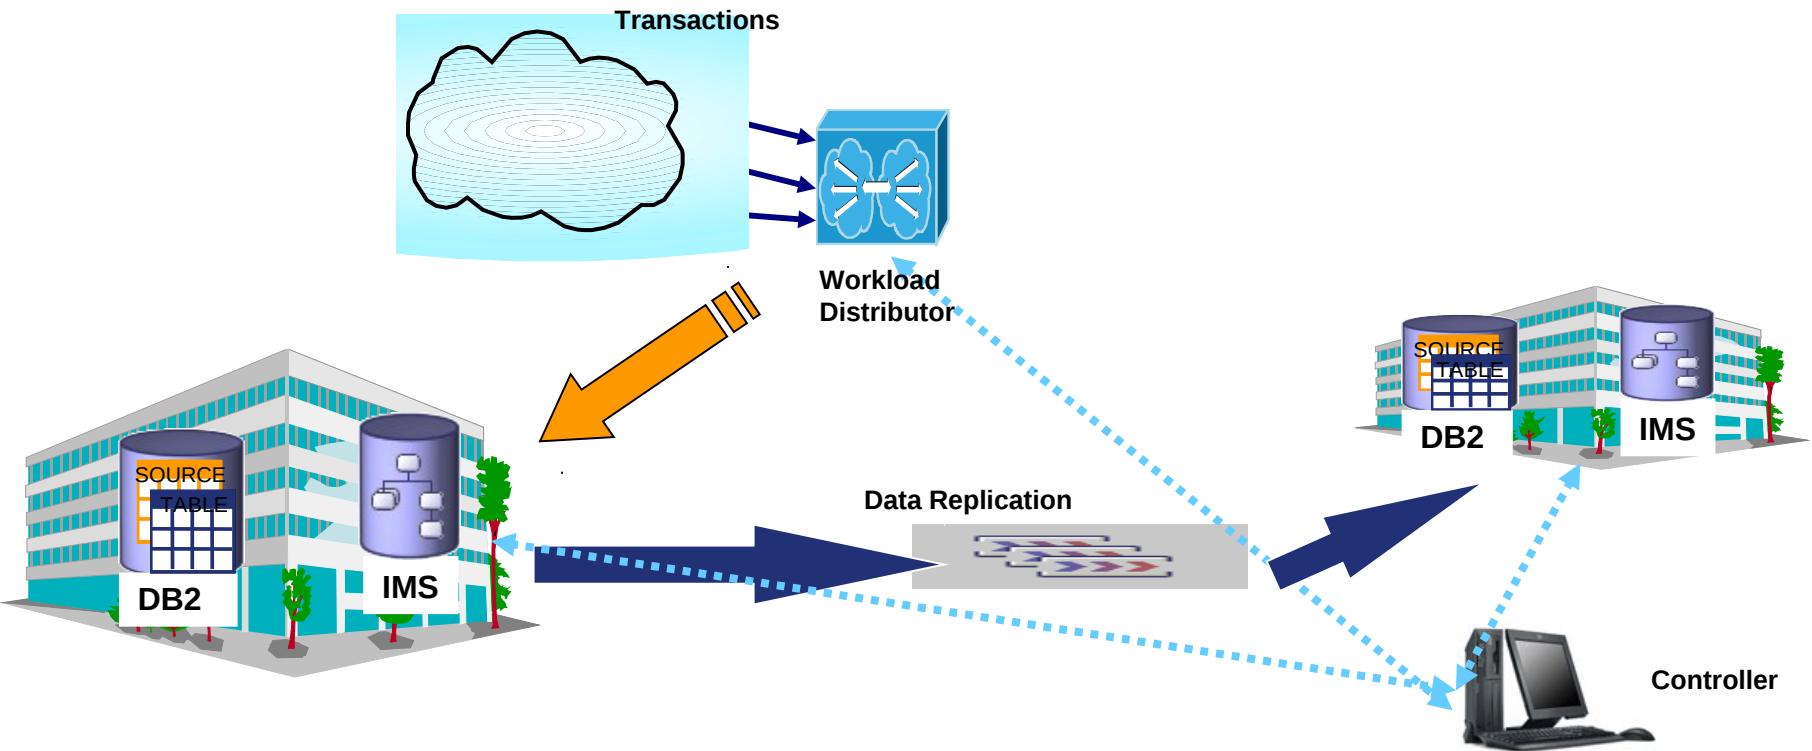 Transactions
Workload
Distributor
SOURCE
TABLE
DB2
IMS
Data Replication
SOURCE
TABLE
DB2
IMS
Controller